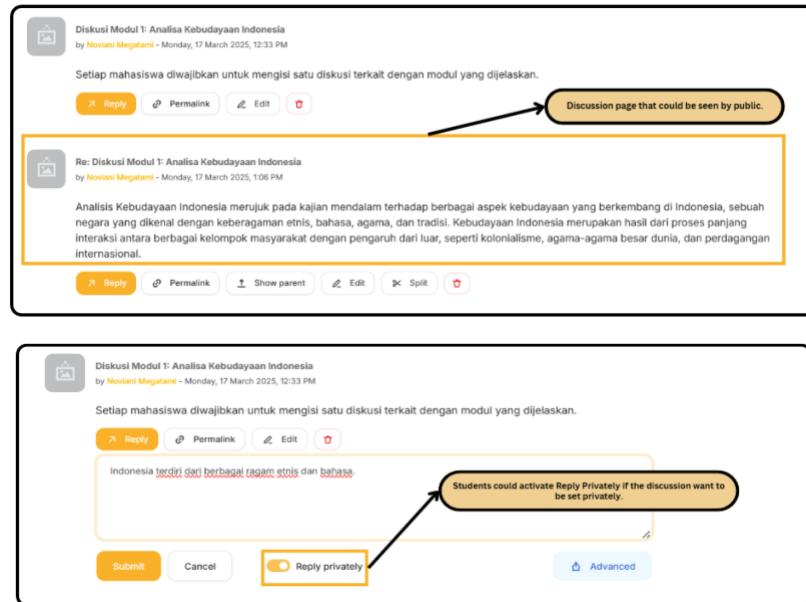 Diskusi Modul 1: Analisa Kebudayaan Indonesia
by Noviani Megatami - Monday, 17 March 2025, 12:33 PM
Setiap mahasiswa diwajibkan untuk mengisi satu diskusi terkait dengan modul yang dijelaskan.
Reply Permalink Edit
Discussion page that could be seen by public.
Re: Diskusi Modul 1: Analisa Kebudayaan Indonesia
by Noviani Megatami - Monday, 17 March 2025, 1:06 PM
Analisis Kebudayaan Indonesia merujuk pada kajian mendalam terhadap berbagai aspek kebudayaan yang berkembang di Indonesia, sebuah
negara yang dikenal dengan keberagaman etnis, bahasa, agama, dan tradisi. Kebudayaan Indonesia merupakan hasil dari proses panjang
interaksi antara berbagai kelompok masyarakat dengan pengaruh dari luar, seperti kolonialisme, agama-agama besar dunia, dan perdagangan
internasional.
Reply Permalink Show parent Edit Split
Diskusi Modul 1: Analisa Kebudayaan Indonesia
by Noviani Megatami - Monday, 17 March 2025, 12:33 PM
Setiap mahasiswa diwajibkan untuk mengisi satu diskusi terkait dengan modul yang dijelaskan.
Reply Permalink Edit
Indonesia terdiri dari berbagai ragam etnis dan bahasa.
Students could activate Reply Privately if the discussion want to
be set privately.
Submit Cancel Reply privately Advanced